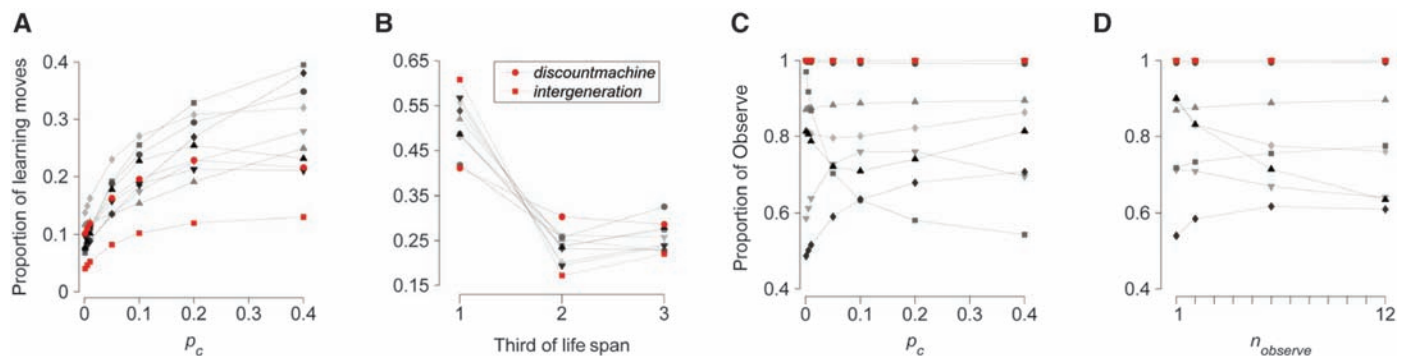 A
Proportion of learning moves
0.4
0.3
0.2
0.1
0
0 0.1 0.2 0.3 0.4
p_c
B
0.65
0.55
0.45
0.35
0.25
0.15
discountmachine
intergeneration
1 2 3
Third of life span
C
Proportion of Observe
1
0.8
0.6
0.4
0 0.1 0.2 0.3 0.4
p_c
D
1
0.8
0.6
0.4
1 12
n_observe